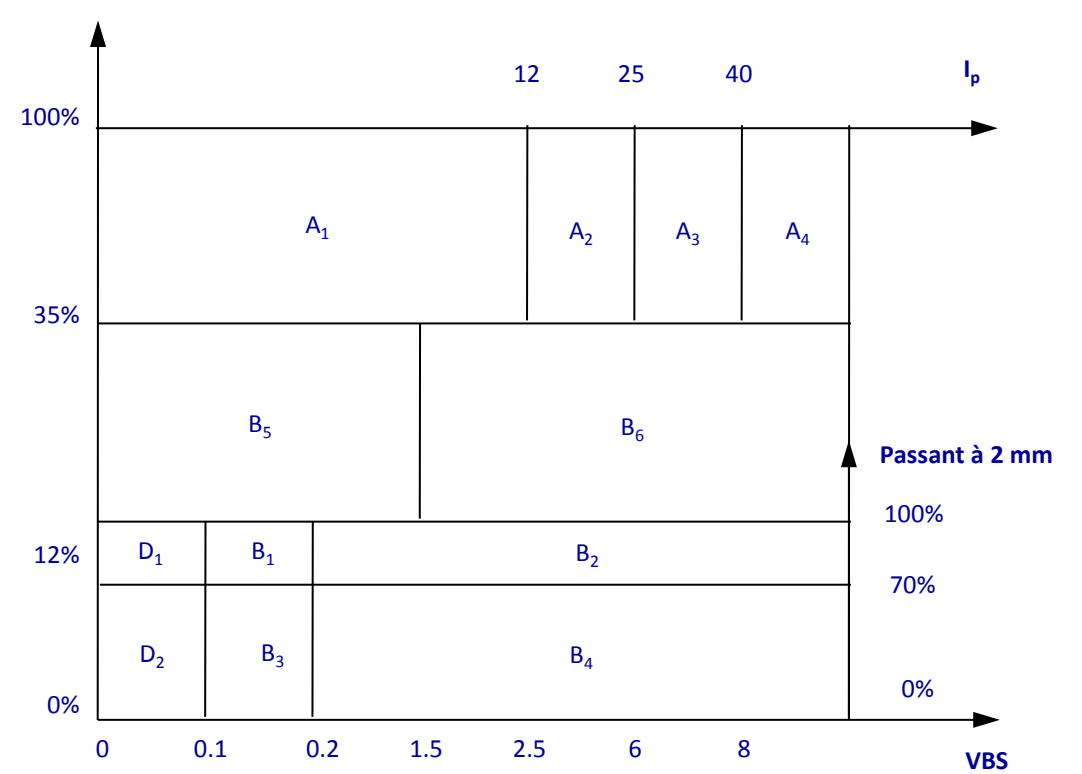 12 25 40 Iₚ
100%
A₁ A₂ A₃ A₄
35%
B₅ B₆
Passant à 2 mm
100%
12% D₁ B₁ B₂
70%
D₂ B₃ B₄
0%
0%
0 0.1 0.2 1.5 2.5 6 8 VBS